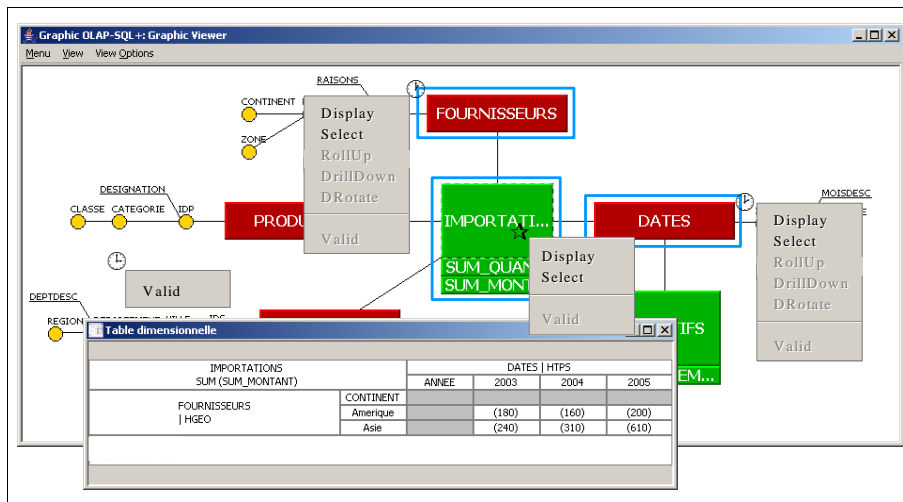 Graphic OLAP-SQL+: Graphic Viewer
Menu View View Options
RAISONS
CONTINENT
FOURNISSEURS
ZONE
Display
Select
RollUp
DrillDown
DRotate
Valid
DESIGNATION
CLASSE CATEGORIE IDP
IMPORTATI...
SUM_QUAN
SUM_MONT
DATES
MOISDESC
Display
Select
Valid
Display
Select
RollUp
DrillDown
DRotate
Valid
Valid
DEPTDESC
REGION
Table dimensionnelle
IMPORTATIONS
SUM (SUM_MONTANT)
DATES | HTPS
ANNEE 2003 2004 2005
FOURNISSEURS
| HGEO
CONTINENT
Amerique (180) (160) (200)
Asie (240) (310) (610)